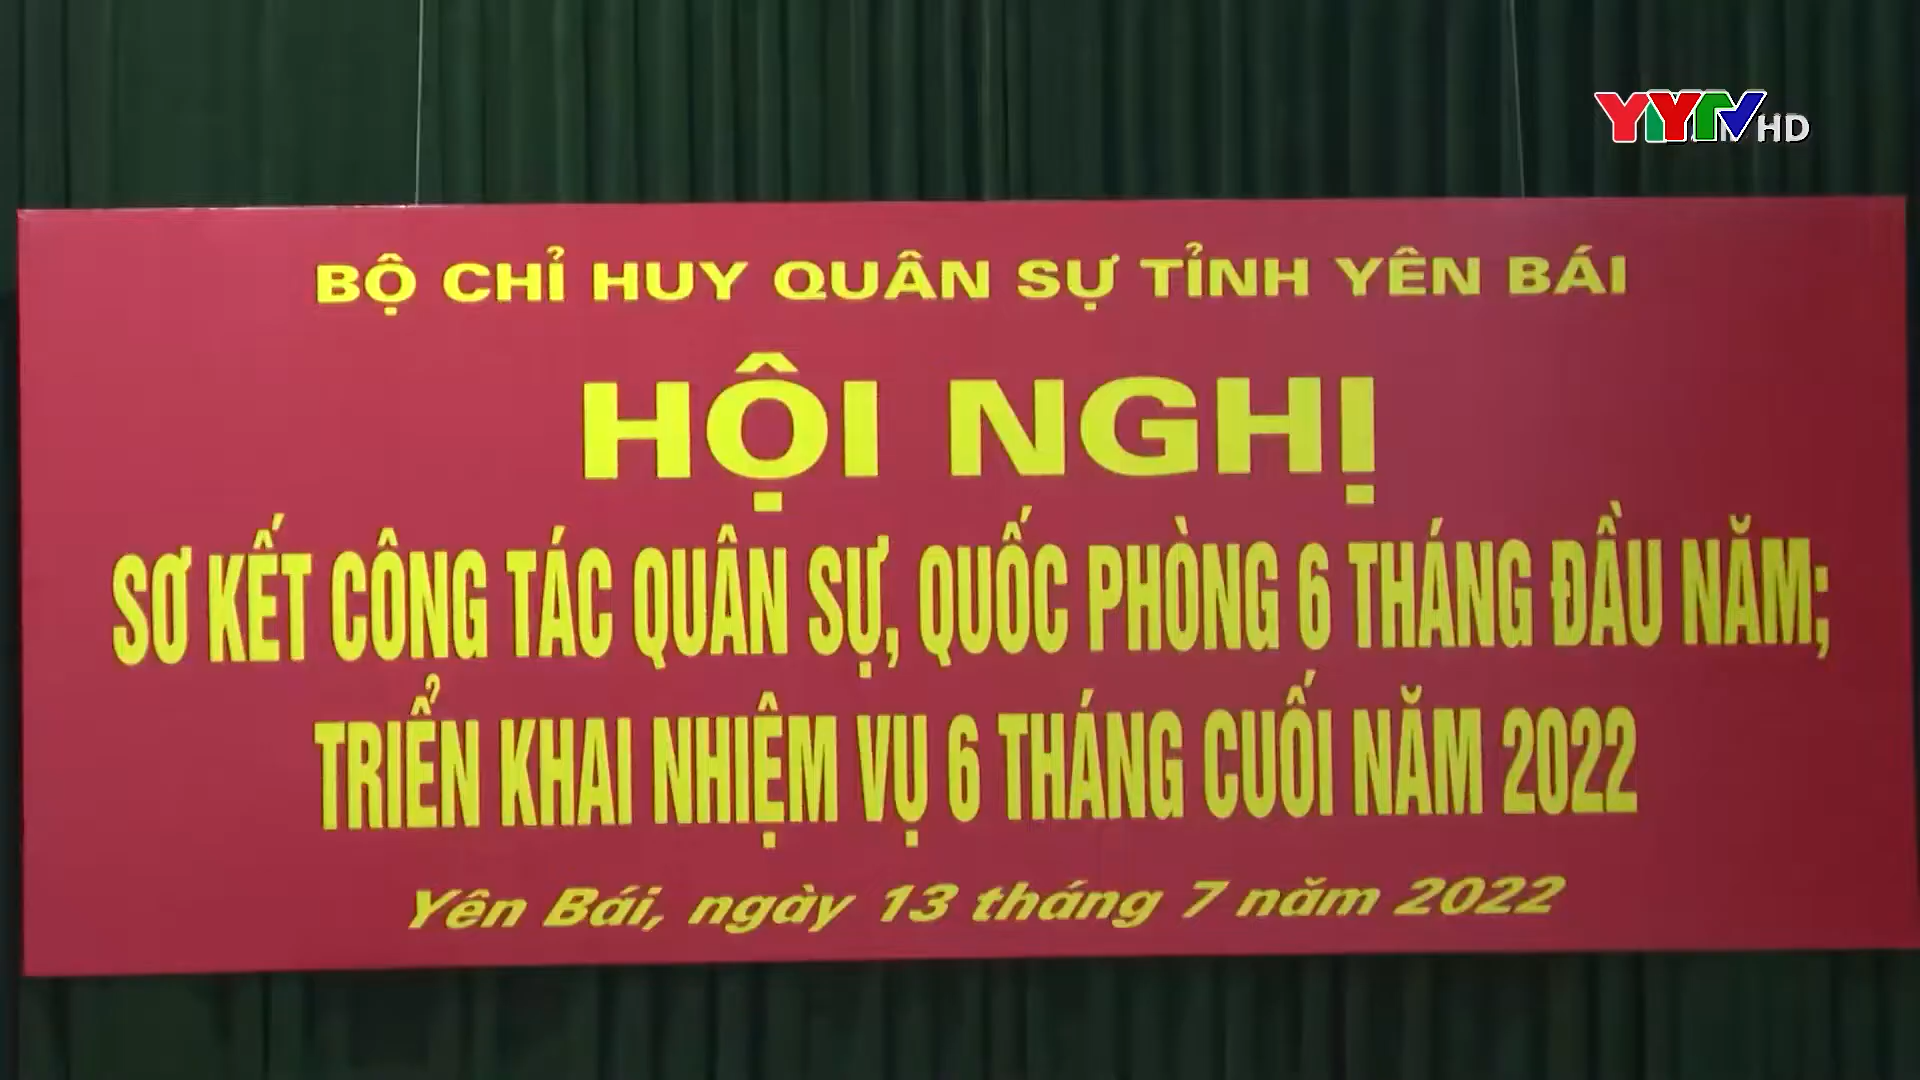 YYTV HD
BỘ CHỈ HUY QUÂN SỰ TỈNH YÊN BÁI
HỘI NGHỊ
SƠ KẾT CÔNG TÁC QUÂN SỰ, QUỐC PHÒNG 6 THÁNG ĐẦU NĂM;
TRIỂN KHAI NHIỆM VỤ 6 THÁNG CUỐI NĂM 2022
Yên Bái, ngày 13 tháng 7 năm 2022